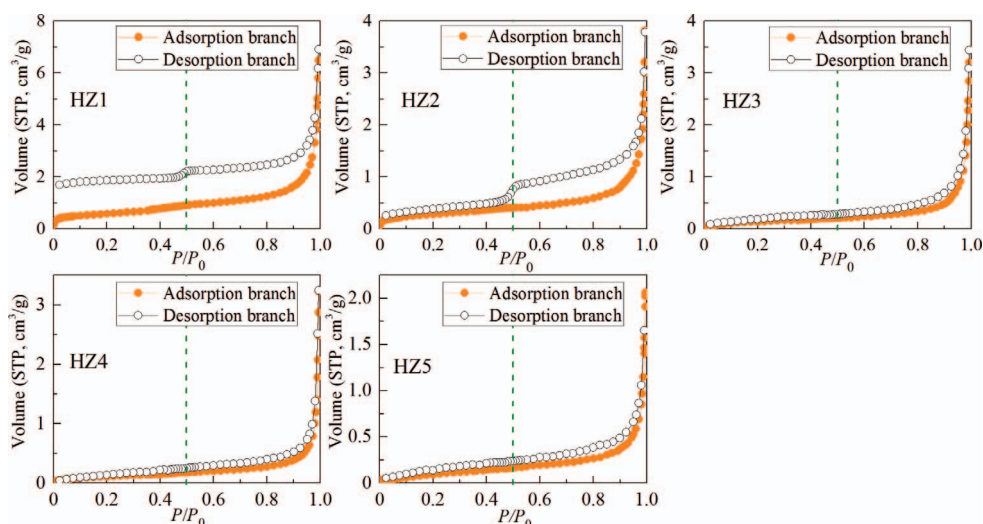 8
6
4
2
0
Volume (STP, cm³/g)
Adsorption branch
Desorption branch
HZ1
0 0.2 0.4 0.6 0.8 1.0
P/P₀
4
3
2
1
0
Volume (STP, cm³/g)
Adsorption branch
Desorption branch
HZ2
0 0.2 0.4 0.6 0.8 1.0
P/P₀
4
3
2
1
0
Volume (STP, cm³/g)
Adsorption branch
Desorption branch
HZ3
0 0.2 0.4 0.6 0.8 1.0
P/P₀
3
2
1
0
Volume (STP, cm³/g)
Adsorption branch
Desorption branch
HZ4
0 0.2 0.4 0.6 0.8 1.0
P/P₀
2.0
1.5
1.0
0.5
0
Volume (STP, cm³/g)
Adsorption branch
Desorption branch
HZ5
0 0.2 0.4 0.6 0.8 1.0
P/P₀